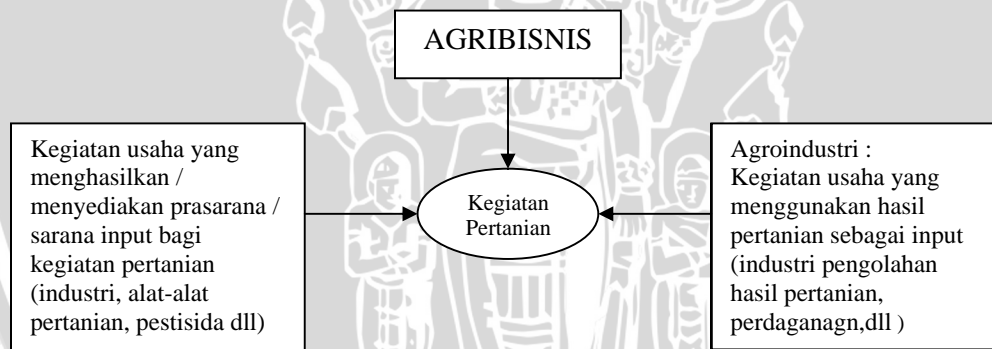 AGRIBISNIS
Kegiatan usaha yang
menghasilkan /
menyediakan prasarana /
sarana input bagi
kegiatan pertanian
(industri, alat-alat
pertanian, pestisida dll)
Kegiatan
Pertanian
Agroindustri :
Kegiatan usaha yang
menggunakan hasil
pertanian sebagai input
(industri pengolahan
hasil pertanian,
perdaganagn,dll )